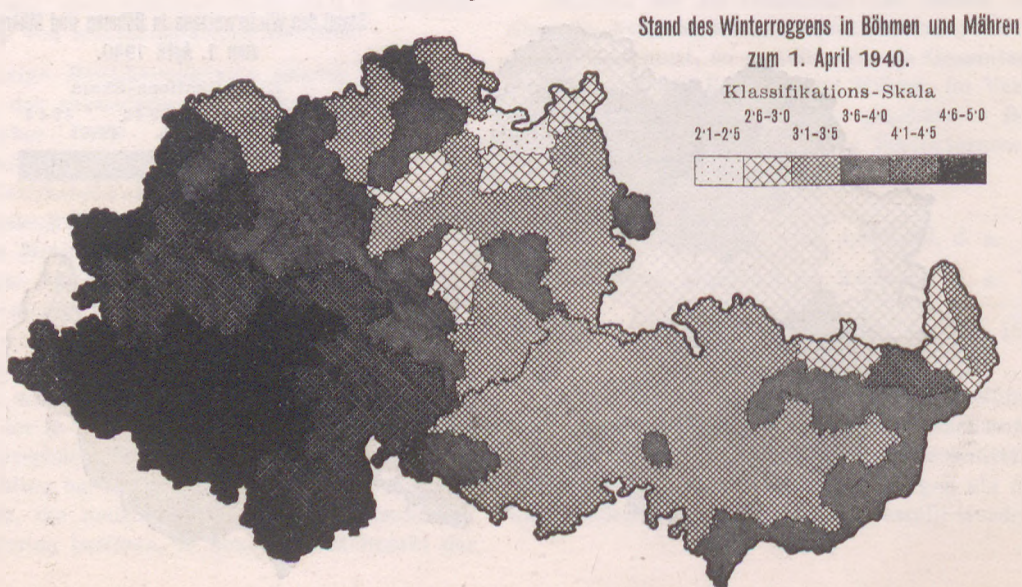 Stand des Winterroggens in Böhmen und Mähren
zum 1. April 1940.
Klassifikations-Skala
2·6–3·0 3·6–4·0 4·6–5·0
2·1–2·5 3·1–3·5 4·1–4·5